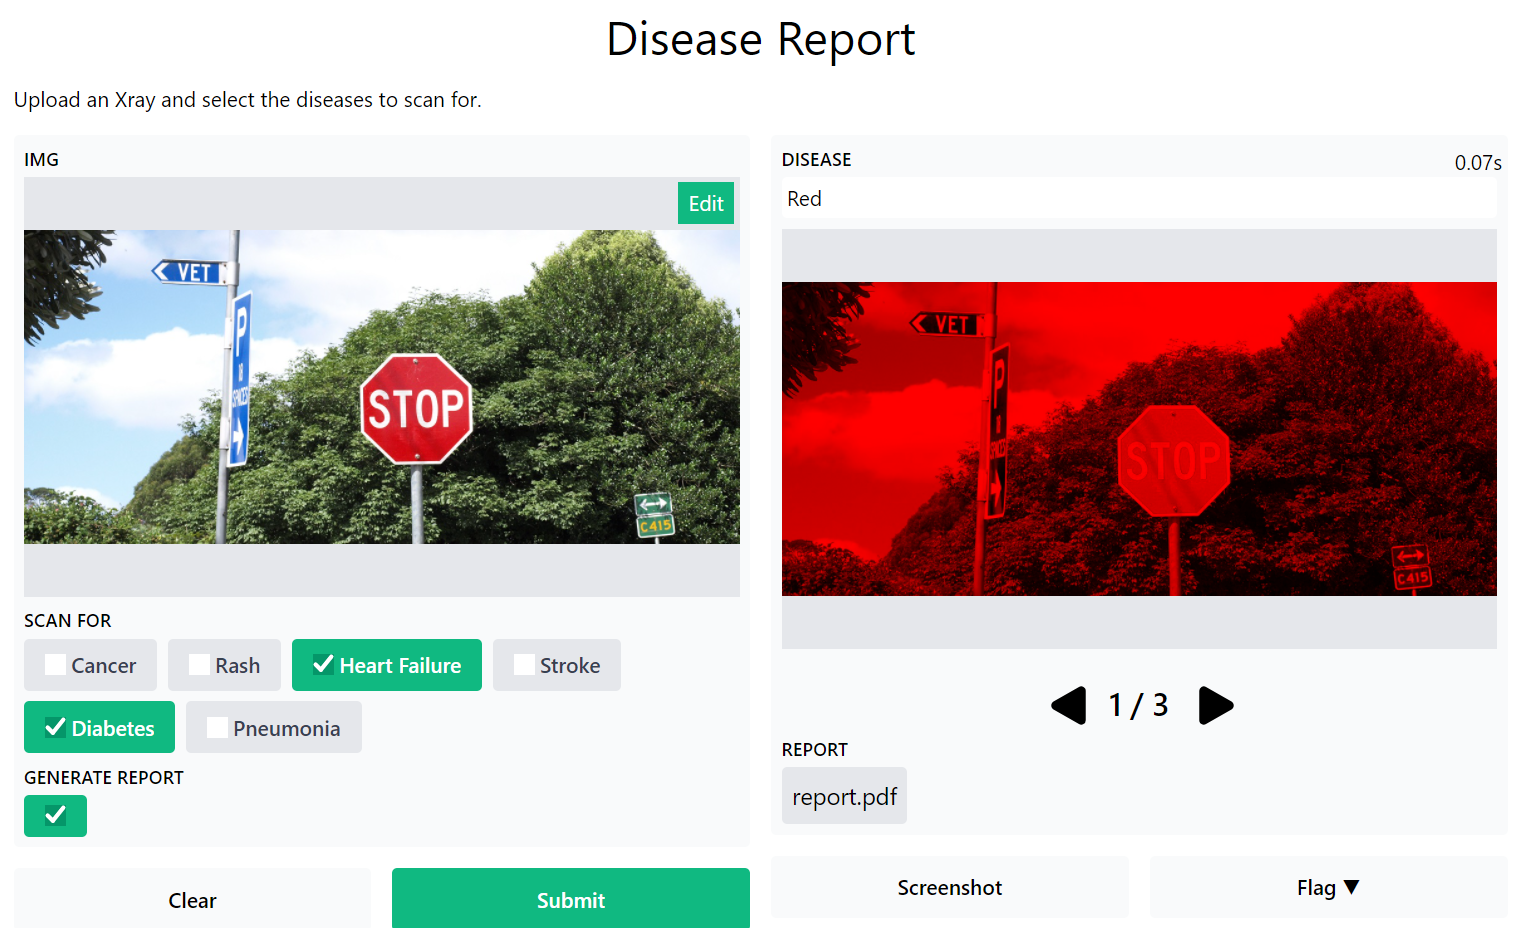 Disease Report
Upload an Xray and select the diseases to scan for.
IMG
Edit
VET
P
STOP
C415
SCAN FOR
Cancer
Rash
Heart Failure
Stroke
Diabetes
Pneumonia
GENERATE REPORT
Clear
Submit
DISEASE
0.07s
Red
VET
P
STOP
C415
1 / 3
REPORT
report.pdf
Screenshot
Flag ▼